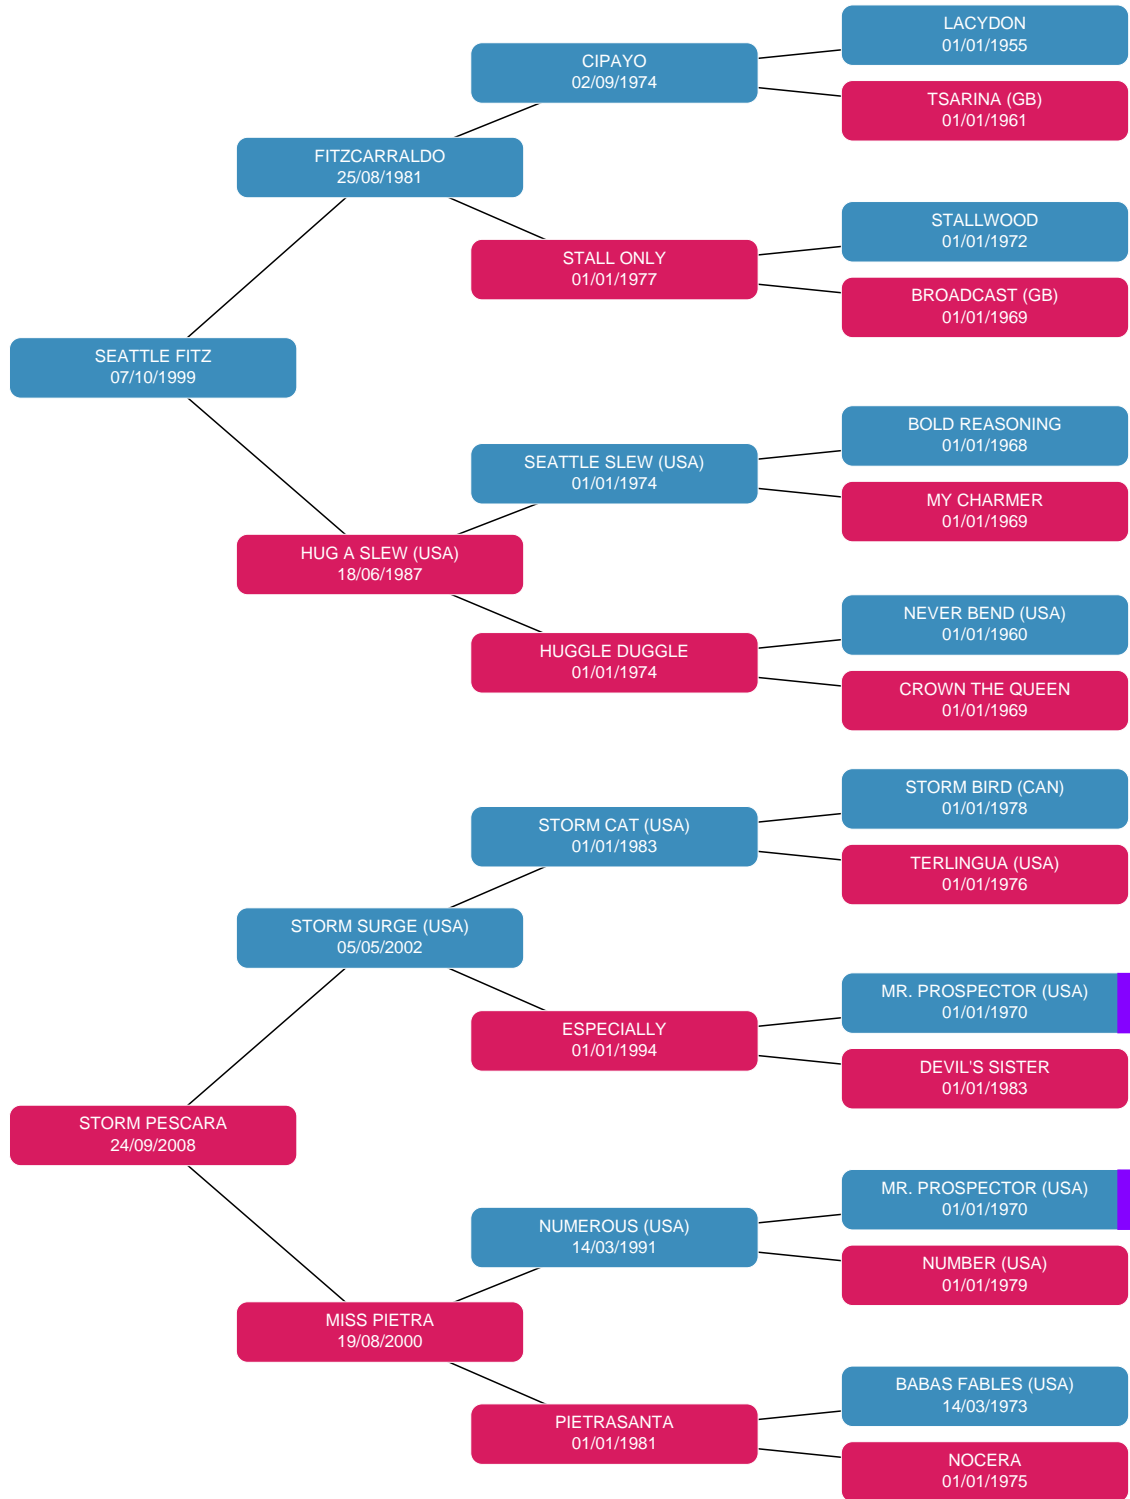 LACYDON
01/01/1955
CIPAYO
02/09/1974
TSARINA (GB)
01/01/1961
FITZCARRALDO
25/08/1981
STALLWOOD
01/01/1972
STALL ONLY
01/01/1977
BROADCAST (GB)
01/01/1969
SEATTLE FITZ
07/10/1999
BOLD REASONING
01/01/1968
SEATTLE SLEW (USA)
01/01/1974
MY CHARMER
01/01/1969
HUG A SLEW (USA)
18/06/1987
NEVER BEND (USA)
01/01/1960
HUGGLE DUGGLE
01/01/1974
CROWN THE QUEEN
01/01/1969
STORM BIRD (CAN)
01/01/1978
STORM CAT (USA)
01/01/1983
TERLINGUA (USA)
01/01/1976
STORM SURGE (USA)
05/05/2002
MR. PROSPECTOR (USA)
01/01/1970
ESPECIALLY
01/01/1994
DEVIL'S SISTER
01/01/1983
STORM PESCARA
24/09/2008
MR. PROSPECTOR (USA)
01/01/1970
NUMEROUS (USA)
14/03/1991
NUMBER (USA)
01/01/1979
MISS PIETRA
19/08/2000
BABAS FABLES (USA)
14/03/1973
PIETRASANTA
01/01/1981
NOCERA
01/01/1975